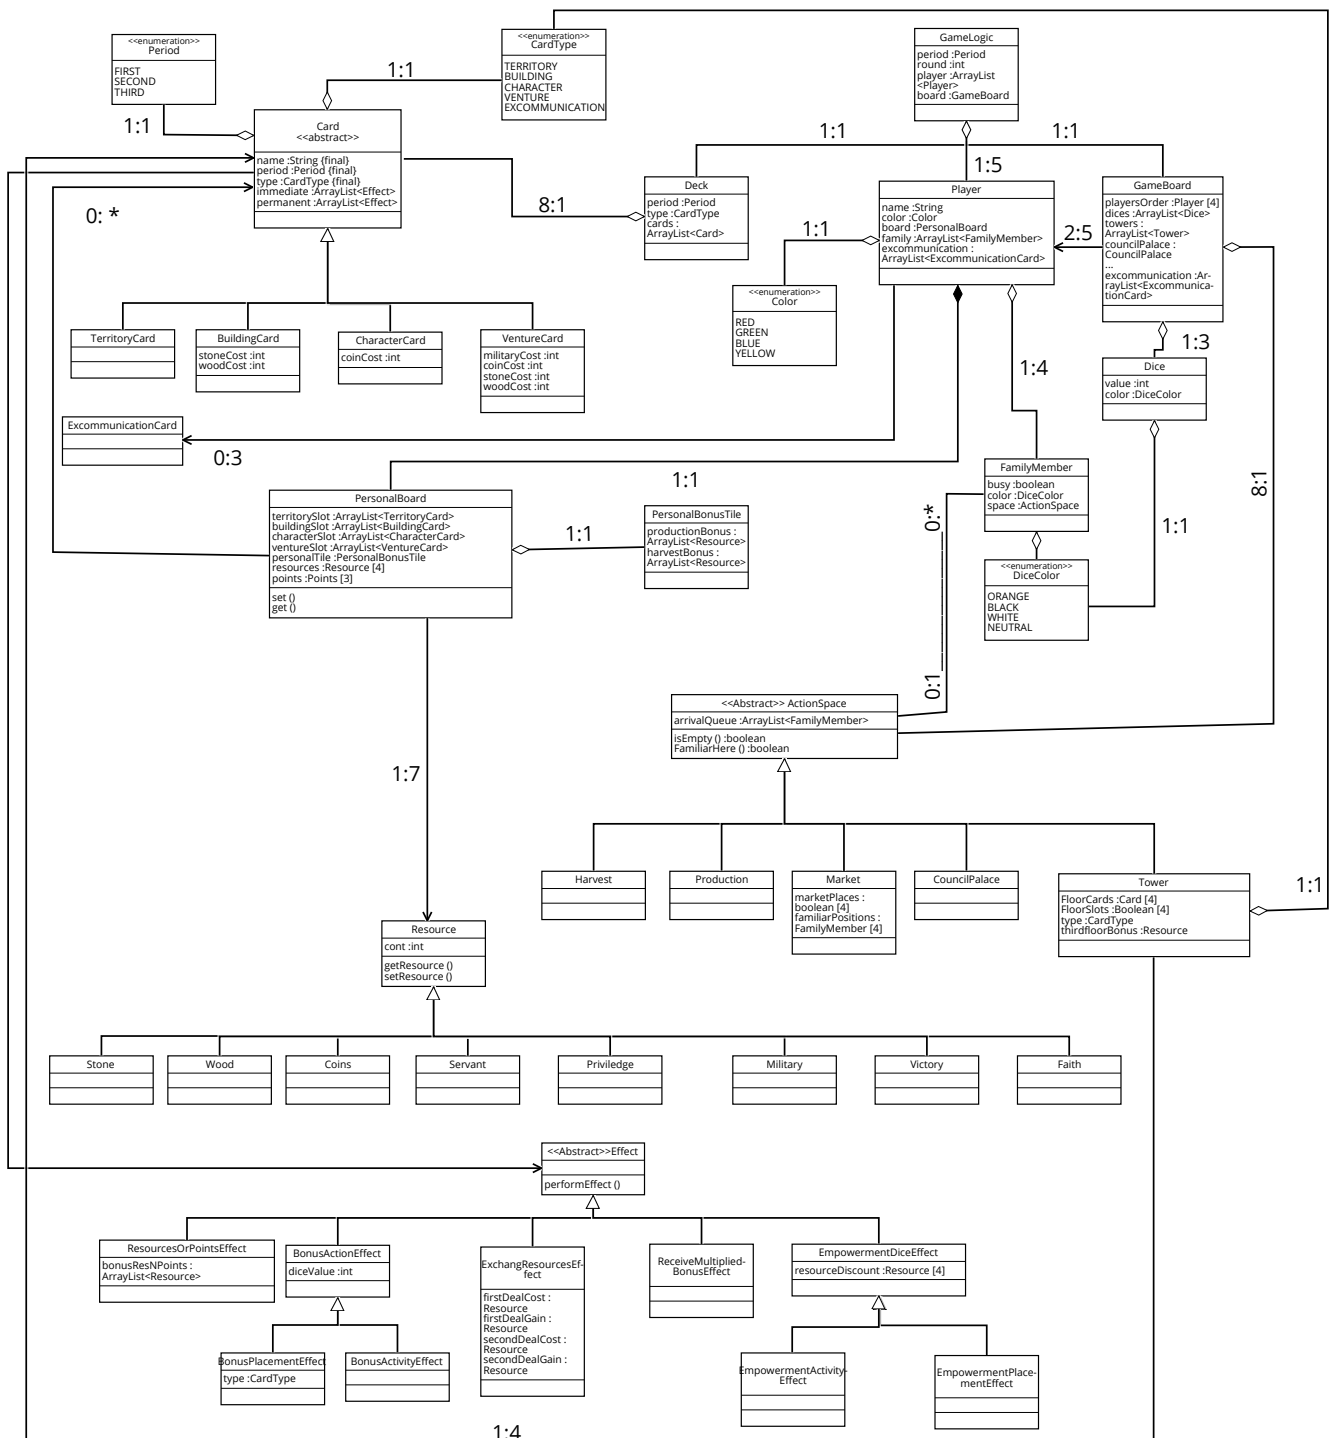 <<enumeration>>
Period
FIRST
SECOND
THIRD
<<enumeration>>
CardType
TERRITORY
BUILDING
CHARACTER
VENTURE
EXCOMMUNICATION
GameLogic
period :Period
round :int
player :ArrayList
<Player>
board :GameBoard
1:1
1:1
Card
<<abstract>>
name :String {final}
period :Period {final}
type :CardType {final}
immediate :ArrayList<Effect>
permanent :ArrayList<Effect>
1:1
1:1
1:5
0: *
8:1
Deck
period :Period
type :CardType
cards :
ArrayList<Card>
Player
name :String
color :Color
board :PersonalBoard
family :ArrayList<FamilyMember>
excommunication :
ArrayList<ExcommunicationCard>
GameBoard
playersOrder :Player [4]
dices :ArrayList<Dice>
towers :
ArrayList<Tower>
councilPalace :
CouncilPalace
...
excommunication :Ar-
rayList<Excommunica-
tionCard>
1:1
2:5
<<enumeration>>
Color
RED
GREEN
BLUE
YELLOW
TerritoryCard
BuildingCard
stoneCost :int
woodCost :int
CharacterCard
coinCost :int
VentureCard
militaryCost :int
coinCost :int
stoneCost :int
woodCost :int
1:4
1:3
Dice
value :int
color :DiceColor
ExcommunicationCard
0:3
1:1
FamilyMember
busy :boolean
color :DiceColor
space :ActionSpace
8:1
PersonalBoard
territorySlot :ArrayList<TerritoryCard>
buildingSlot :ArrayList<BuildingCard>
characterSlot :ArrayList<CharacterCard>
ventureSlot :ArrayList<VentureCard>
personalTile :PersonalBonusTile
resources :Resource [4]
points :Points [3]
set ()
get ()
1:1
PersonalBonusTile
productionBonus :
ArrayList<Resource>
harvestBonus :
ArrayList<Resource>
1:1
<<enumeration>>
DiceColor
ORANGE
BLACK
WHITE
NEUTRAL
0:1__________0:*
<<Abstract>> ActionSpace
arrivalQueue :ArrayList<FamilyMember>
isEmpty () :boolean
FamiliarHere () :boolean
1:7
Harvest
Production
Market
marketPlaces :
boolean [4]
familiarPositions :
FamilyMember [4]
CouncilPalace
Tower
FloorCards :Card [4]
FloorSlots :Boolean [4]
type :CardType
thirdfloorBonus :Resource
1:1
Resource
cont :int
getResource ()
setResource ()
Stone
Wood
Coins
Servant
Priviledge
Military
Victory
Faith
<<Abstract>>Effect
performEffect ()
ResourcesOrPointsEffect
bonusResNPoints :
ArrayList<Resource>
BonusActionEffect
diceValue :int
ExchangResourcesEf-
fect
firstDealCost :
Resource
firstDealGain :
Resource
secondDealCost :
Resource
secondDealGain :
Resource
ReceiveMultiplied-
BonusEffect
EmpowermentDiceEffect
resourceDiscount :Resource [4]
BonusPlacementEffect
type :CardType
BonusActivityEffect
EmpowermentActivity-
Effect
EmpowermentPlace-
mentEffect
1:4